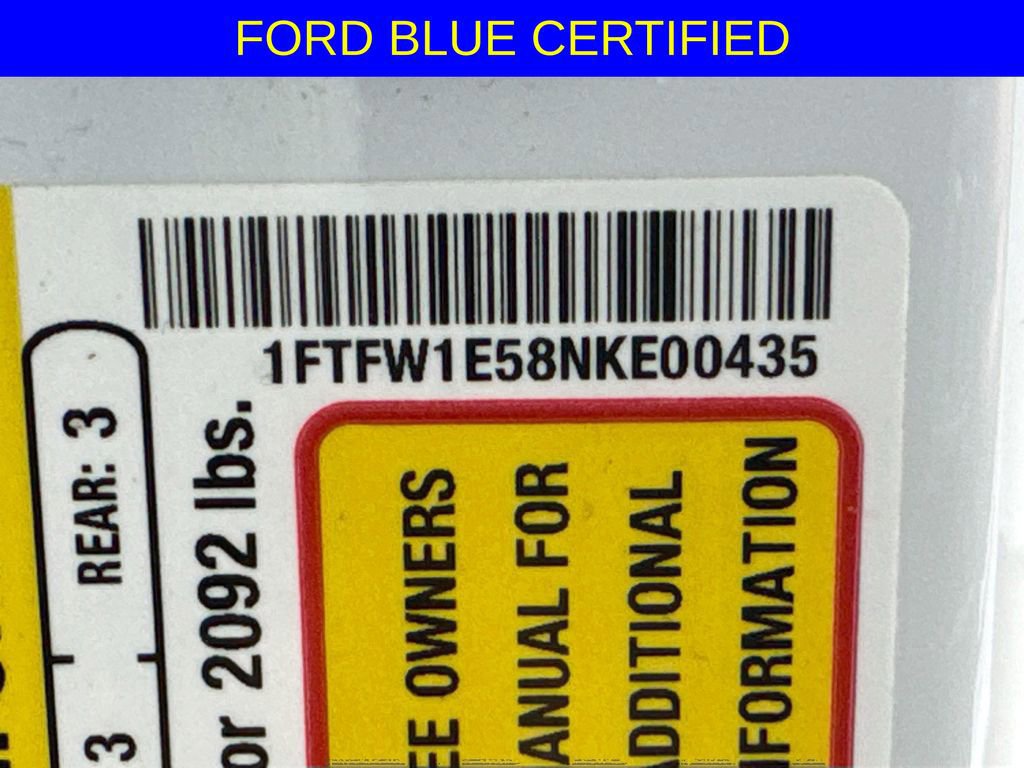 FORD BLUE CERTIFIED
1FTFW1E58NKE00435
REAR: 3
3
or 2092 lbs.
EE OWNERS
ANUAL FOR
ADDITIONAL
NFORMATION